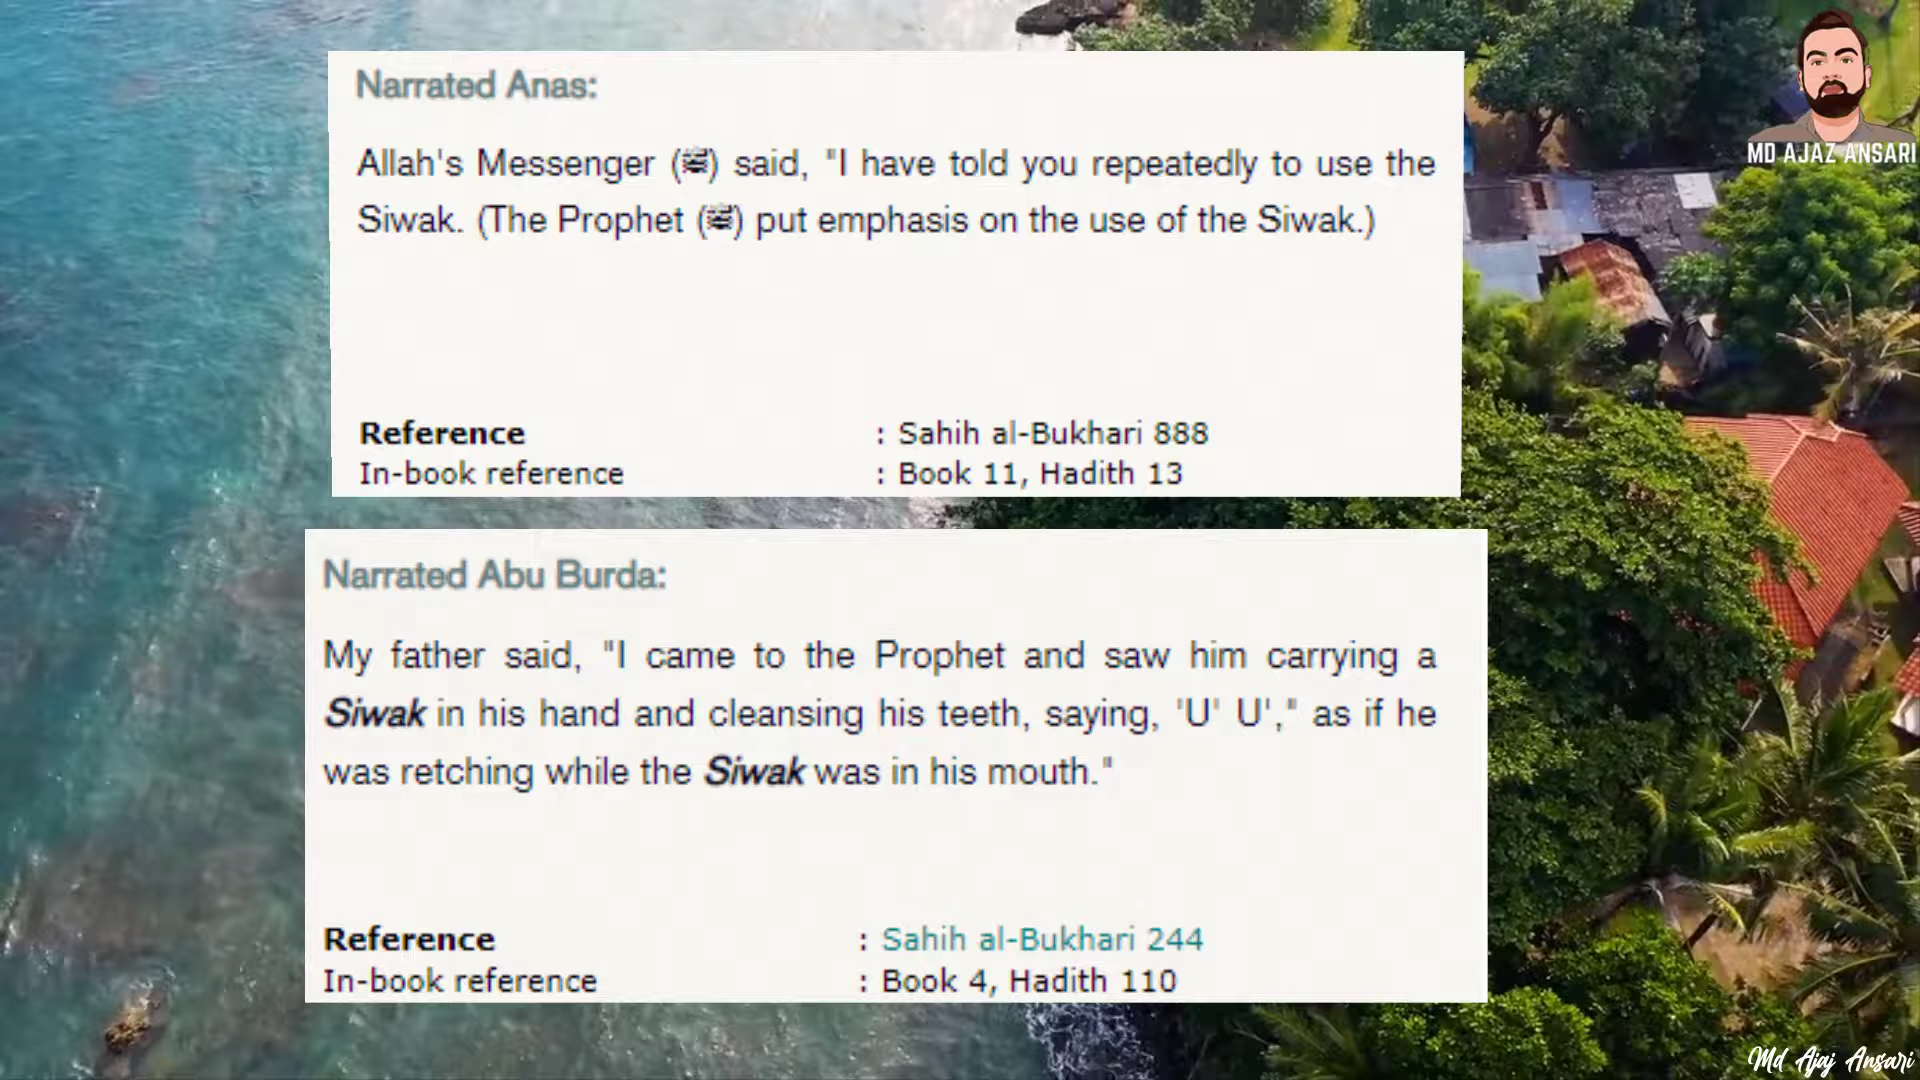 MD AJAZ ANSARI
Narrated Anas:
Allah's Messenger (ﷺ) said, "I have told you repeatedly to use the
Siwak. (The Prophet (ﷺ) put emphasis on the use of the Siwak.)
Reference : Sahih al-Bukhari 888
In-book reference : Book 11, Hadith 13
Narrated Abu Burda:
My father said, "I came to the Prophet and saw him carrying a
Siwak in his hand and cleansing his teeth, saying, 'U' U'," as if he
was retching while the Siwak was in his mouth."
Reference : Sahih al-Bukhari 244
In-book reference : Book 4, Hadith 110
Md Ajaj Ansari